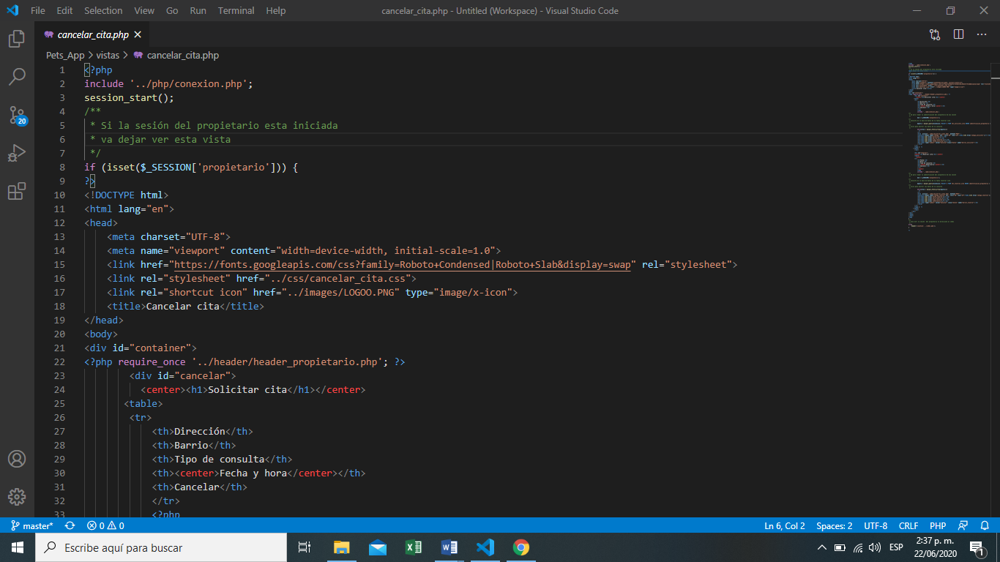 File Edit Selection View Go Run Terminal Help cancelar_cita.php - Untitled (Workspace) - Visual Studio Code
cancelar_cita.php
Pets_App > vistas > cancelar_cita.php
1 <?php
2 include '../php/conexion.php';
3 session_start();
4 /**
5 * Si la sesión del propietario esta iniciada
6 * va dejar ver esta vista
7 */
8 if (isset($_SESSION['propietario'])) {
9 ?>
10 <!DOCTYPE html>
11 <html lang="en">
12 <head>
13 <meta charset="UTF-8">
14 <meta name="viewport" content="width=device-width, initial-scale=1.0">
15 <link href="https://fonts.googleapis.com/css?family=Roboto+Condensed|Roboto+Slab&display=swap" rel="stylesheet">
16 <link rel="stylesheet" href="../css/cancelar_cita.css">
17 <link rel="shortcut icon" href="../images/LOGOO.PNG" type="image/x-icon">
18 <title>Cancelar cita</title>
19 </head>
20 <body>
21 <div id="container">
22 <?php require_once '../header/header_propietario.php'; ?>
23 <div id="cancelar">
24 <center><h1>Solicitar cita</h1></center>
25 <table>
26 <tr>
27 <th>Dirección</th>
28 <th>Barrio</th>
29 <th>Tipo de consulta</th>
30 <th><center>Fecha y hora</center></th>
31 <th>Cancelar</th>
32 </tr>
33 <?php
20
master* 0 0 Ln 6, Col 2 Spaces: 2 UTF-8 CRLF PHP
Escribe aquí para buscar
ESP
2:37 p. m.
22/06/2020
1